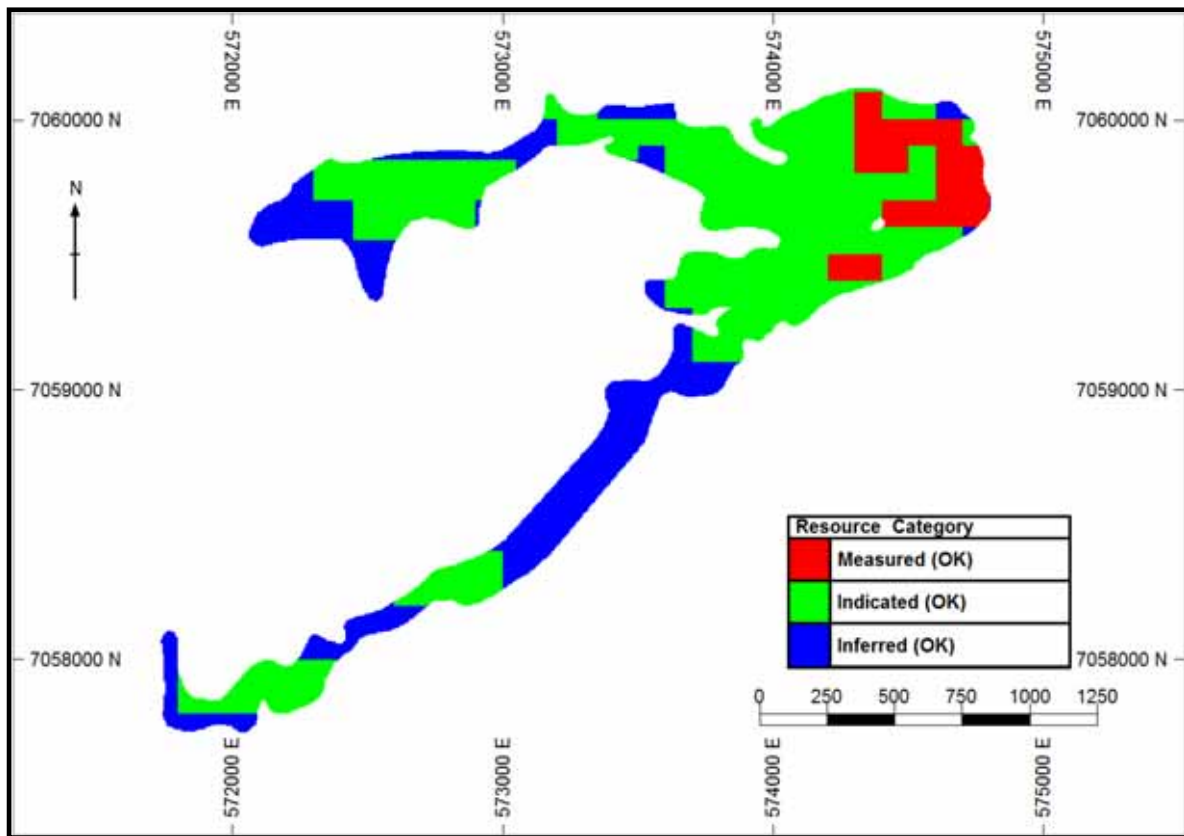 572000 E
573000 E
574000 E
575000 E
7060000 N
7060000 N
N
7059000 N
7059000 N
Resource Category
Measured (OK)
Indicated (OK)
Inferred (OK)
7058000 N
7058000 N
0 250 500 750 1000 1250
572000 E
573000 E
574000 E
575000 E